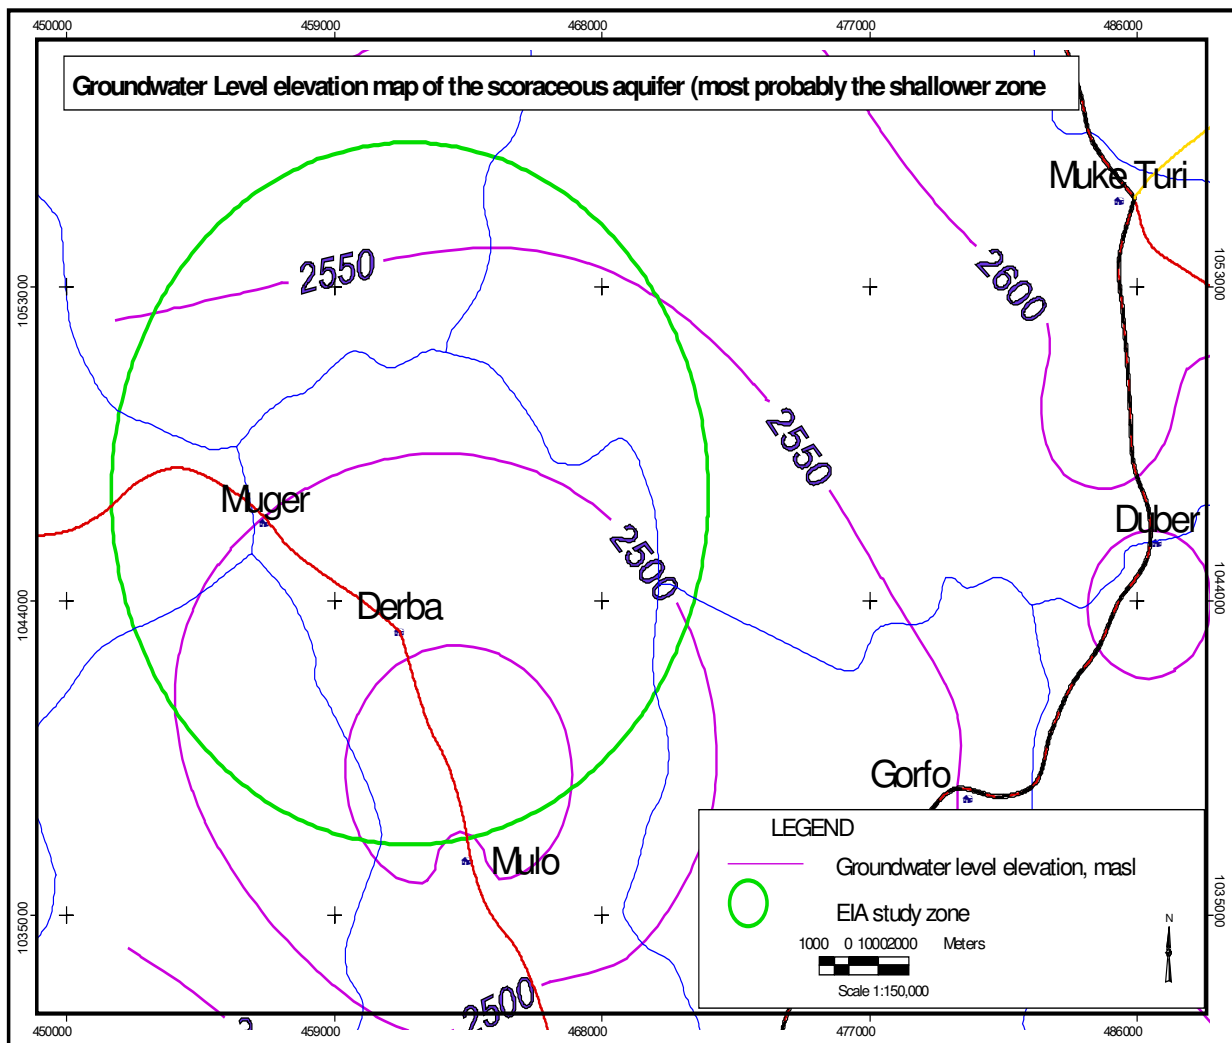 450000 459000 468000 477000 486000
Groundwater Level elevation map of the scoraceous aquifer (most probably the shallower zone
Muke Turi
2550
2600
1053000 1053000
2550
Muger
Duber
2500
1044000 1044000
Derba
Gorfo
LEGEND
Mulo
Groundwater level elevation, masl
EIA study zone
1035000 1035000
N
1000 0 10002000 Meters
Scale 1:150,000
2500
450000 459000 468000 477000 486000